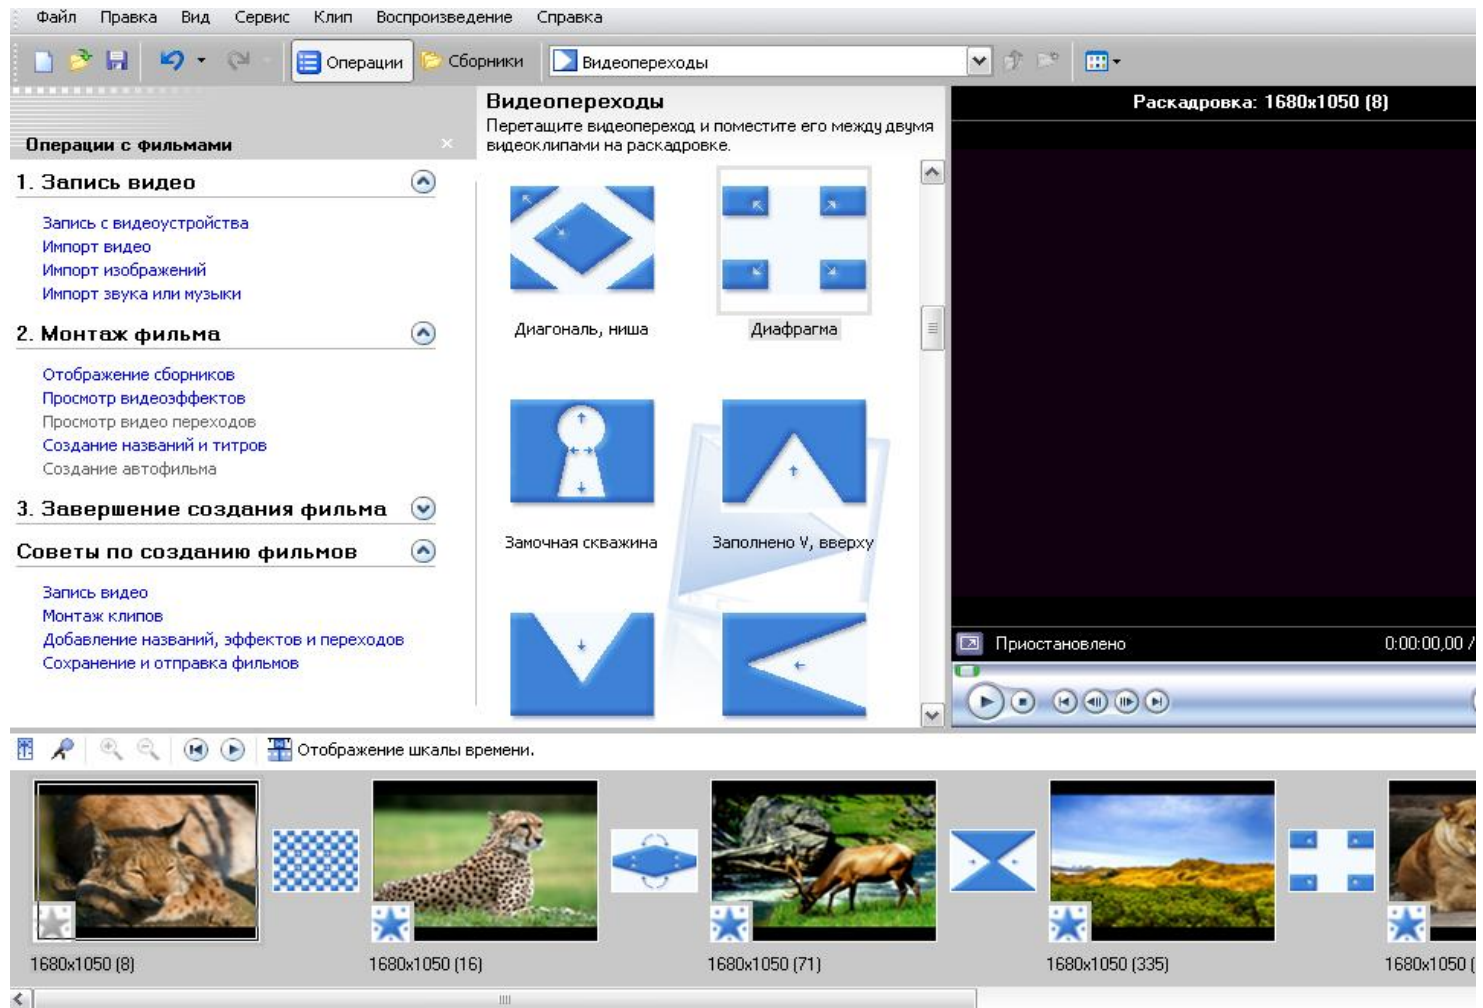 Файл Правка Вид Сервис Клип Воспроизведение Справка
Операции Сборники Видеопереходы
Операции с фильмами
1. Запись видео
Запись с видеоустройства
Импорт видео
Импорт изображений
Импорт звука или музыки
2. Монтаж фильма
Отображение сборников
Просмотр видеоэффектов
Просмотр видео переходов
Создание названий и титров
Создание автофильма
3. Завершение создания фильма
Советы по созданию фильмов
Запись видео
Монтаж клипов
Добавление названий, эффектов и переходов
Сохранение и отправка фильмов
Видеопереходы
Перетащите видеопереход и поместите его между двумя
видеоклипами на раскадровке.
Диагональ, ниша Диафрагма
Замочная скважина Заполнено V, вверху
Раскадровка: 1680x1050 (8)
Приостановлено 0:00:00,00 /
Отображение шкалы времени.
1680x1050 (8) 1680x1050 (16) 1680x1050 (71) 1680x1050 (335) 1680x1050 (